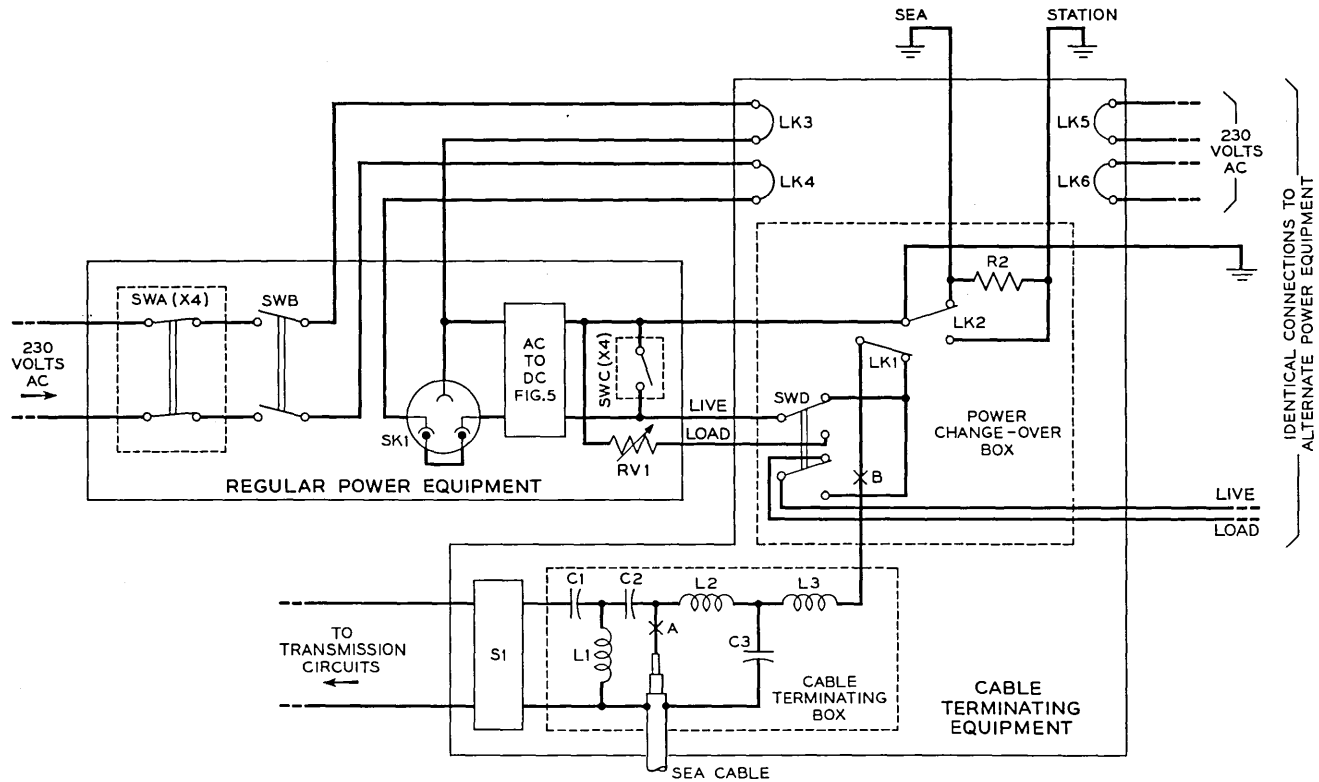 SEA
STATION
LK3
LK4
LK5
LK6
230
VOLTS
AC
IDENTICAL CONNECTIONS TO
ALTERNATE POWER EQUIPMENT
R2
LK2
LK1
SWA (X4)
SWB
230
VOLTS
AC
AC
TO
DC
FIG.5
SWC (X4)
SK1
RV1
LIVE
LOAD
SWD
POWER
CHANGE-OVER
BOX
B
REGULAR POWER EQUIPMENT
LIVE
LOAD
C1
C2
L2
L3
A
L1
C3
S1
TO
TRANSMISSION
CIRCUITS
CABLE
TERMINATING
BOX
CABLE
TERMINATING
EQUIPMENT
SEA CABLE